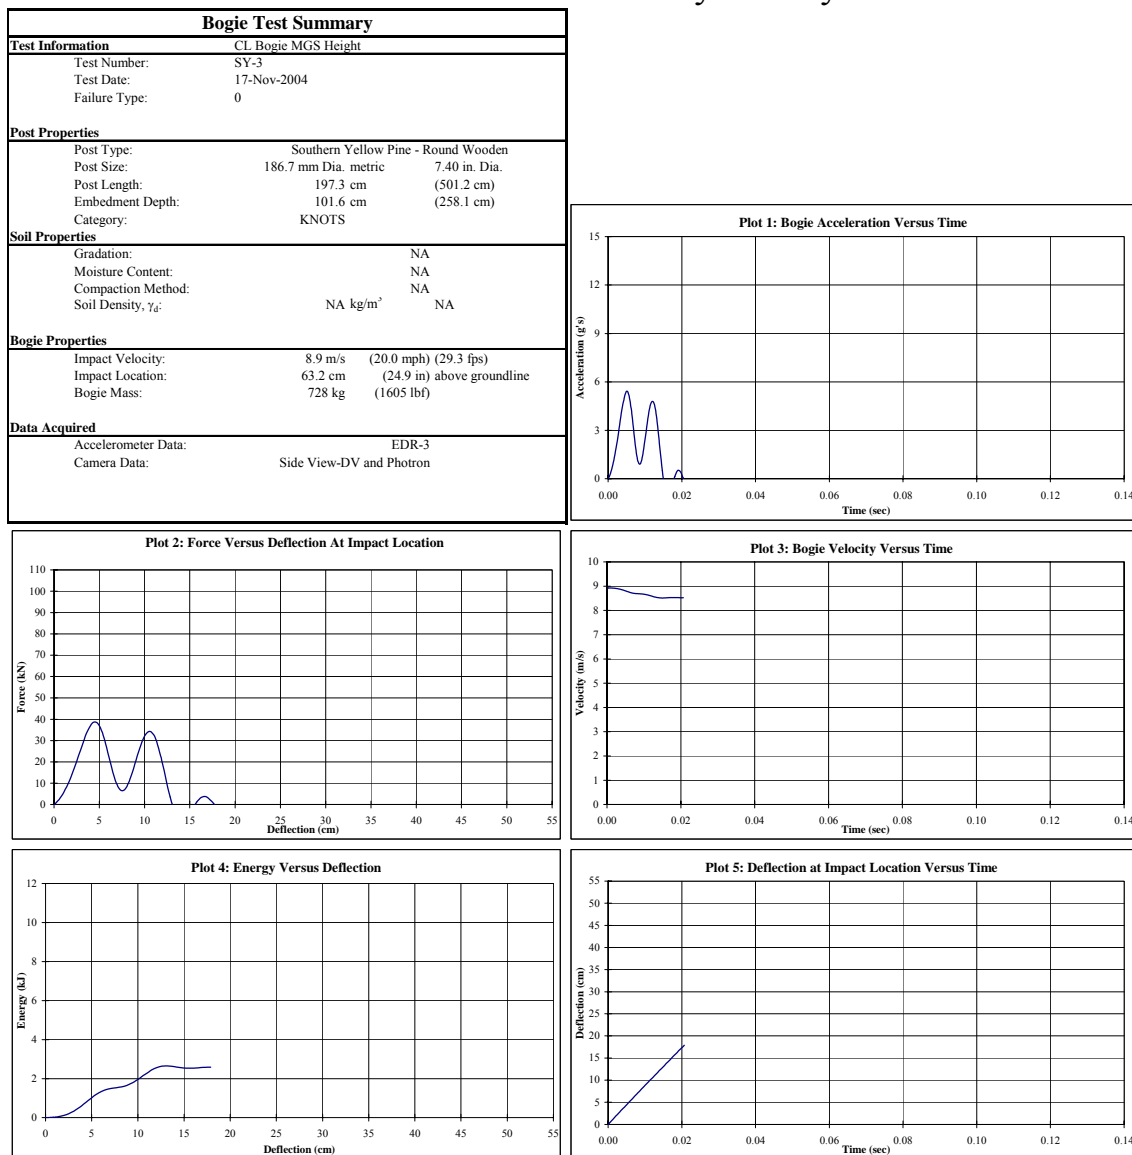 Bogie Test Summary
Test Information CL Bogie MGS Height
Test Number: SY-3
Test Date: 17-Nov-2004
Failure Type: 0
Post Properties
Post Type: Southern Yellow Pine - Round Wooden
Post Size: 186.7 mm Dia. metric 7.40 in. Dia.
Post Length: 197.3 cm (501.2 cm)
Embedment Depth: 101.6 cm (258.1 cm)
Category: KNOTS
Soil Properties
Gradation: NA
Moisture Content: NA
Compaction Method: NA
Soil Density, γd: NA kg/m³ NA
Bogie Properties
Impact Velocity: 8.9 m/s (20.0 mph) (29.3 fps)
Impact Location: 63.2 cm (24.9 in) above groundline
Bogie Mass: 728 kg (1605 lbf)
Data Acquired
Accelerometer Data: EDR-3
Camera Data: Side View-DV and Photron
Plot 1: Bogie Acceleration Versus Time
15
12
9
6
3
0
Acceleration (g's)
0.00 0.02 0.04 0.06 0.08 0.10 0.12 0.14
Time (sec)
Plot 2: Force Versus Deflection At Impact Location
110
100
90
80
70
60
50
40
30
20
10
0
Force (kN)
0 5 10 15 20 25 30 35 40 45 50 55
Deflection (cm)
Plot 3: Bogie Velocity Versus Time
10
9
8
7
6
5
4
3
2
1
0
Velocity (m/s)
0.00 0.02 0.04 0.06 0.08 0.10 0.12 0.14
Time (sec)
Plot 4: Energy Versus Deflection
12
10
8
6
4
2
0
Energy (kJ)
0 5 10 15 20 25 30 35 40 45 50 55
Deflection (cm)
Plot 5: Deflection at Impact Location Versus Time
55
50
45
40
35
30
25
20
15
10
5
0
Deflection (cm)
0.00 0.02 0.04 0.06 0.08 0.10 0.12 0.14
Time (sec)